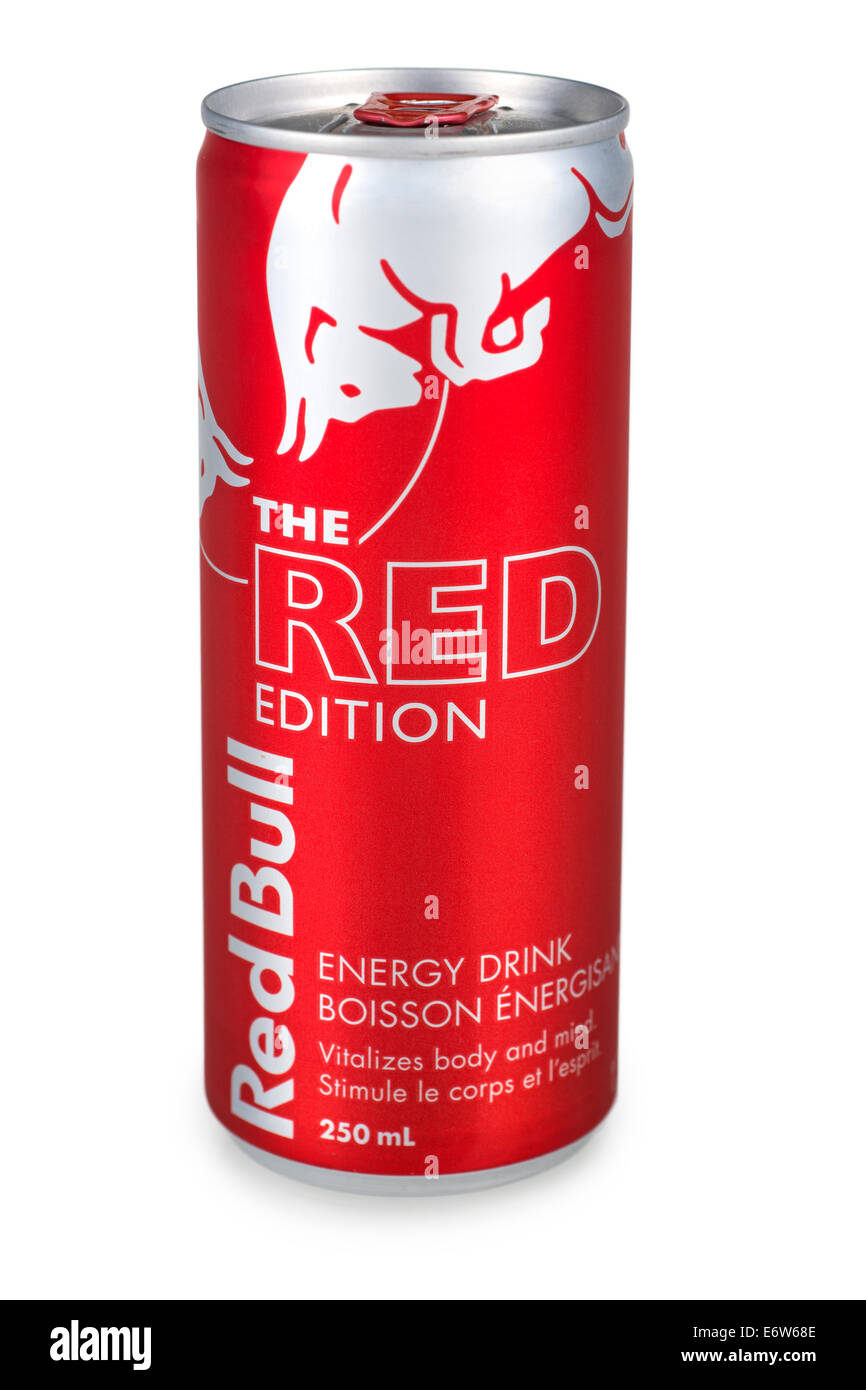 THE
RED
EDITION
Red Bull
ENERGY DRINK
BOISSON ÉNERGISAN
Vitalizes body and mind.
Stimule le corps et l'esprit.
250 mL
a
alamy
alamy
Image ID: E6W68E
www.alamy.com